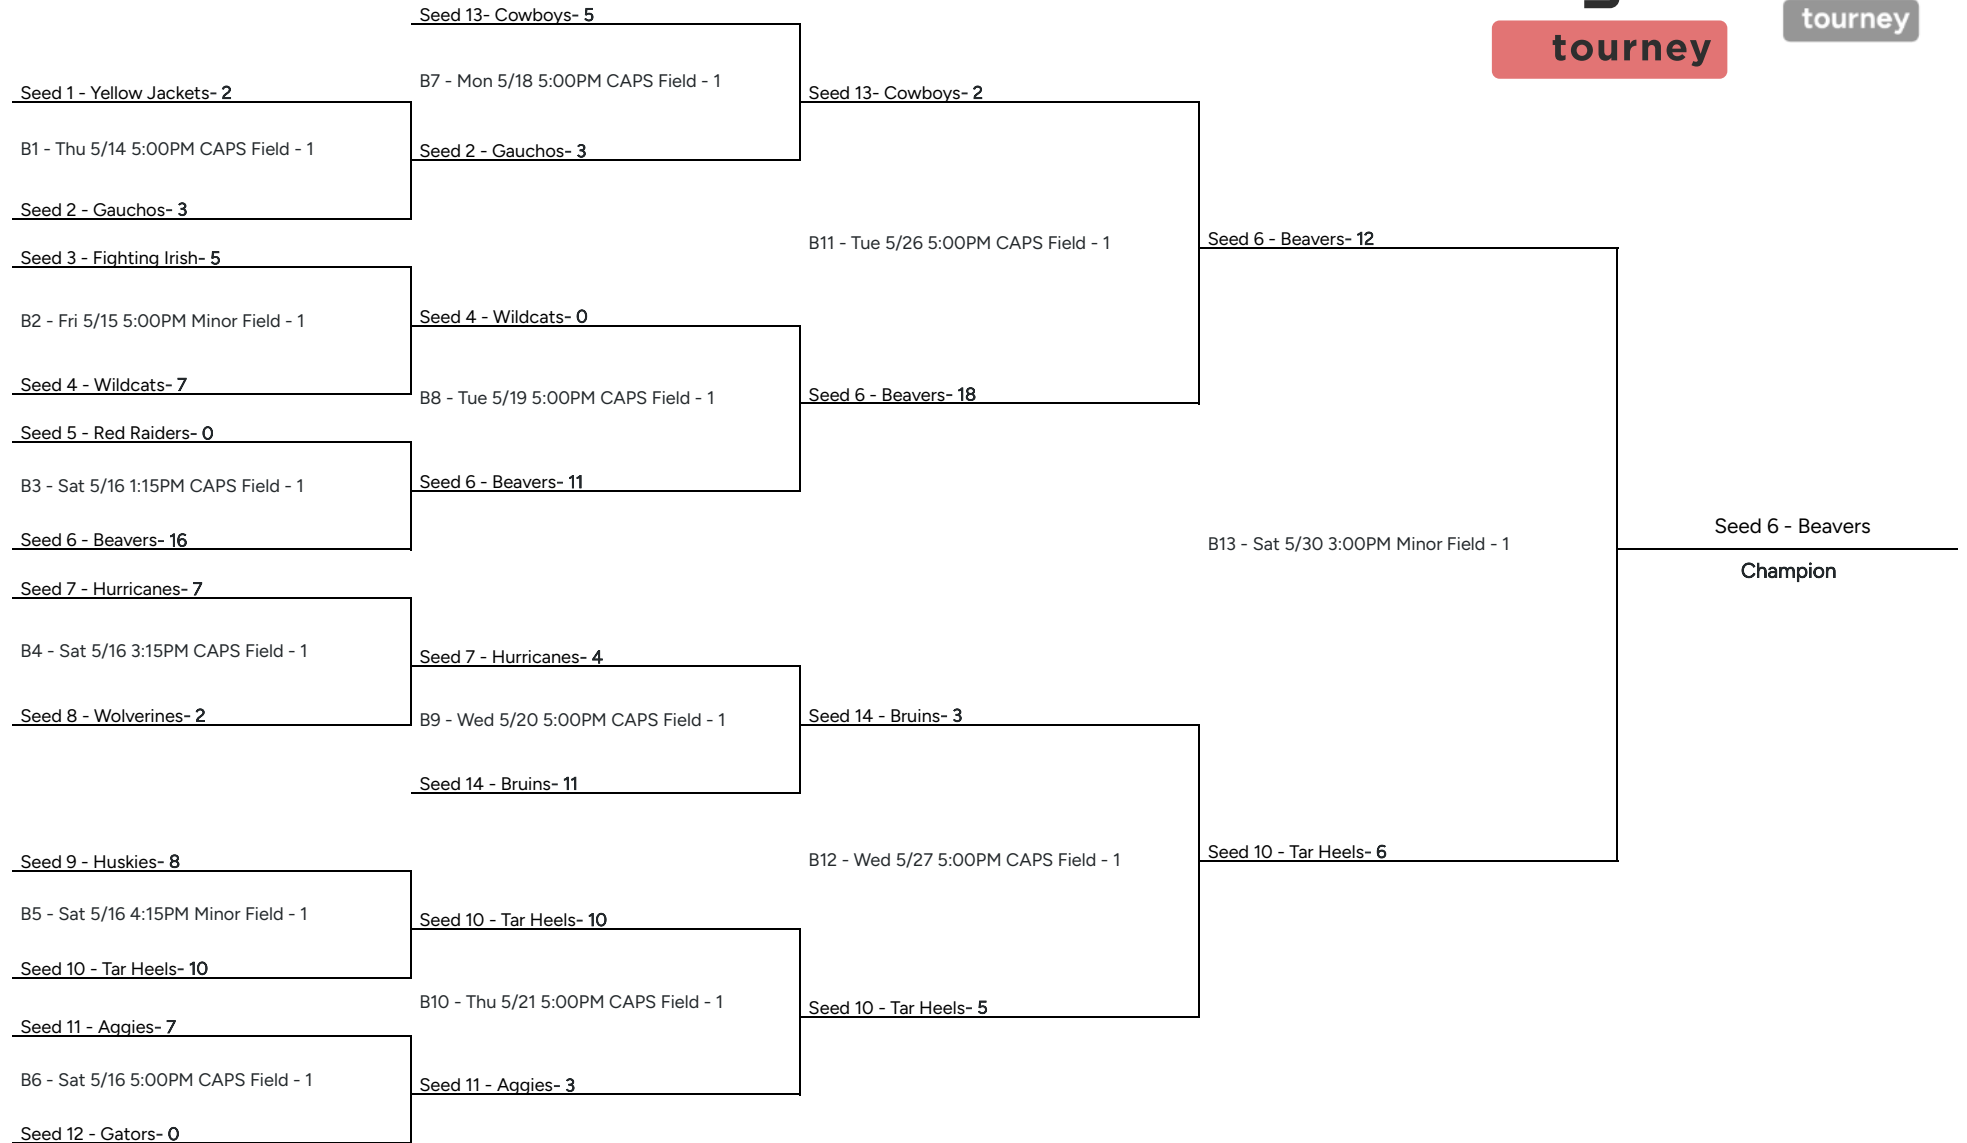 Seed 13- Cowboys- 5
tourney
tourney
B7 - Mon 5/18 5:00PM CAPS Field - 1
Seed 1 - Yellow Jackets- 2
Seed 13- Cowboys- 2
B1 - Thu 5/14 5:00PM CAPS Field - 1
Seed 2 - Gauchos- 3
Seed 2 - Gauchos- 3
B11 - Tue 5/26 5:00PM CAPS Field - 1
Seed 6 - Beavers- 12
Seed 3 - Fighting Irish- 5
B2 - Fri 5/15 5:00PM Minor Field - 1
Seed 4 - Wildcats- 0
Seed 4 - Wildcats- 7
B8 - Tue 5/19 5:00PM CAPS Field - 1
Seed 6 - Beavers- 18
Seed 5 - Red Raiders- 0
B3 - Sat 5/16 1:15PM CAPS Field - 1
Seed 6 - Beavers- 11
Seed 6 - Beavers- 16
B13 - Sat 5/30 3:00PM Minor Field - 1
Seed 6 - Beavers
Champion
Seed 7 - Hurricanes- 7
B4 - Sat 5/16 3:15PM CAPS Field - 1
Seed 7 - Hurricanes- 4
Seed 8 - Wolverines- 2
B9 - Wed 5/20 5:00PM CAPS Field - 1
Seed 14 - Bruins- 3
Seed 14 - Bruins- 11
Seed 9 - Huskies- 8
B12 - Wed 5/27 5:00PM CAPS Field - 1
Seed 10 - Tar Heels- 6
B5 - Sat 5/16 4:15PM Minor Field - 1
Seed 10 - Tar Heels- 10
Seed 10 - Tar Heels- 10
B10 - Thu 5/21 5:00PM CAPS Field - 1
Seed 10 - Tar Heels- 5
Seed 11 - Aggies- 7
B6 - Sat 5/16 5:00PM CAPS Field - 1
Seed 11 - Aggies- 3
Seed 12 - Gators- 0